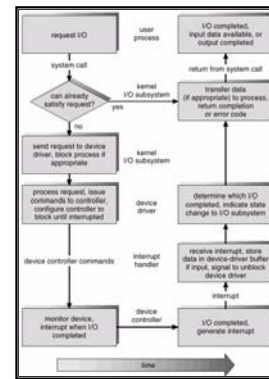 request I/O
user
process
I/O completed,
input data available, or
output completed
system call
return from system call
can already
satisfy request?
yes
no
kernel
I/O subsystem
transfer data
(if appropriate) to process,
return completion
or error code
send request to device
driver, block process if
appropriate
kernel
I/O subsystem
process request, issue
commands to controller,
configure controller to
block until interrupted
device
driver
determine which I/O
completed, indicate state
change to I/O subsystem
device controller commands
interrupt
handler
receive interrupt, store
data in device-driver buffer
if input, signal to unblock
device driver
interrupt
monitor device,
interrupt when I/O
completed
device
controller
I/O completed,
generate interrupt
time